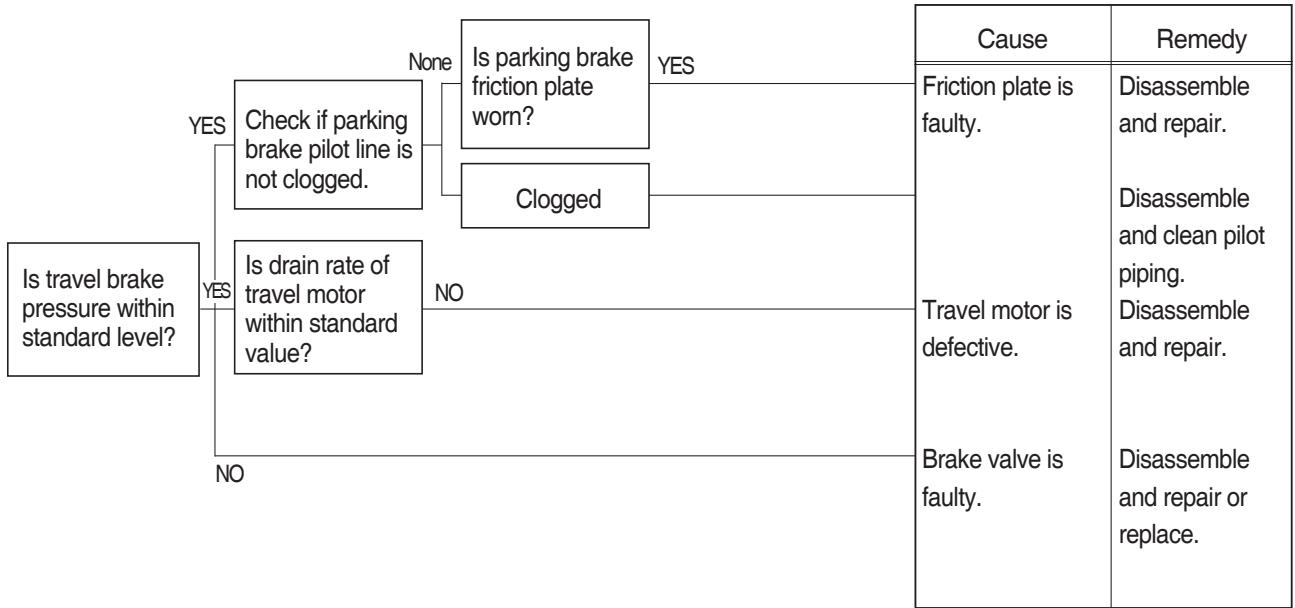 Is travel brake
pressure within
standard level?
YES
Check if parking
brake pilot line is
not clogged.
None
Is parking brake
friction plate
worn?
YES
Clogged
YES
Is drain rate of
travel motor
within standard
value?
NO
NO
Cause
Remedy
Friction plate is
faulty.
Disassemble
and repair.
Disassemble
and clean pilot
piping.
Travel motor is
defective.
Disassemble
and repair.
Brake valve is
faulty.
Disassemble
and repair or
replace.